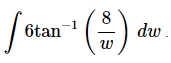 ∫ 6tan⁻¹ (8/w) dw .